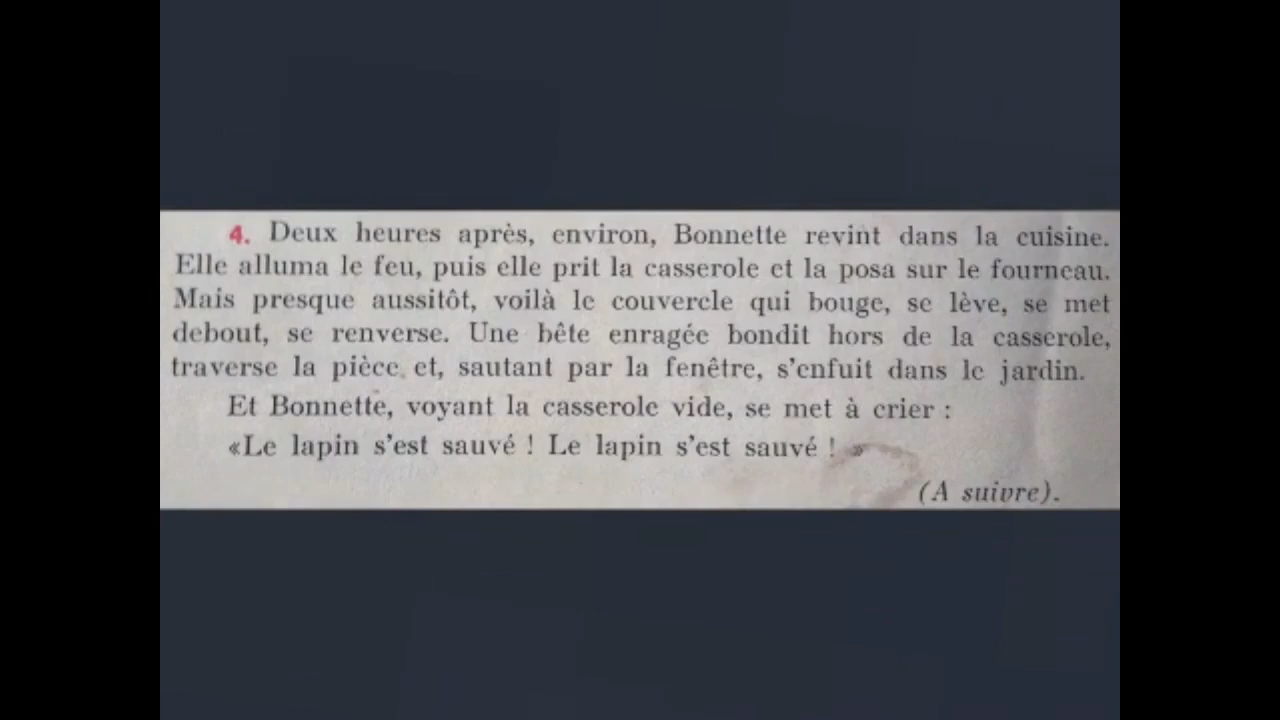 4. Deux heures après, environ, Bonnette revint dans la cuisine.
Elle alluma le feu, puis elle prit la casserole et la posa sur le fourneau.
Mais presque aussitôt, voilà le couvercle qui bouge, se lève, se met
debout, se renverse. Une bête enragée bondit hors de la casserole,
traverse la pièce et, sautant par la fenêtre, s'enfuit dans le jardin.
Et Bonnette, voyant la casserole vide, se met à crier :
«Le lapin s'est sauvé ! Le lapin s'est sauvé ! »
(A suivre).